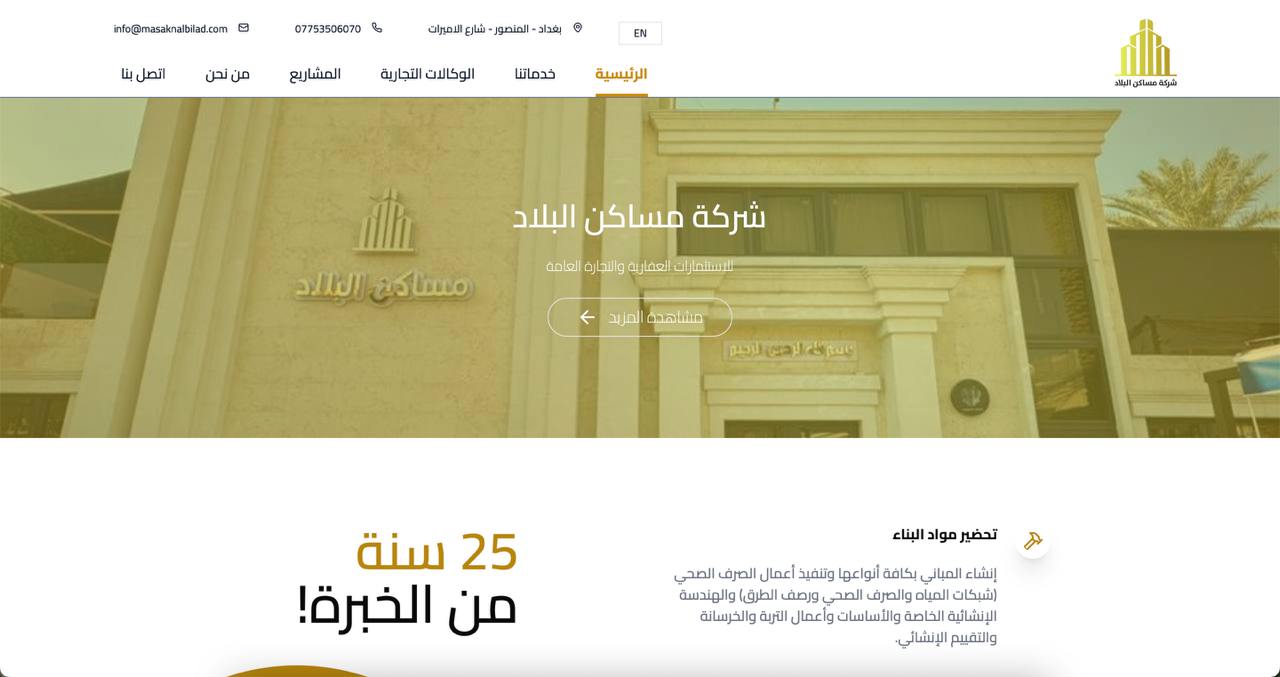 شركة مساكن البلاد
EN
بغداد - المنصور - شارع الاميرات
07753506070
info@masaknalbilad.com
الرئيسية
خدماتنا
الوكالات التجارية
المشاريع
من نحن
اتصل بنا
شركة مساكن البلاد
للاستثمارات العقارية والتجارة العامة
مشاهدة المزيد
مساكن البلاد
بسم الله الرحمن الرحيم
تحضير مواد البناء
إنشاء المباني بكافة أنواعها وتنفيذ أعمال الصرف الصحي
(شبكات المياه والصرف الصحي ورصف الطرق) والهندسة
الإنشائية الخاصة والأساسات وأعمال التربة والخرسانة
والتقييم الإنشائي.
25 سنة
من الخبرة!